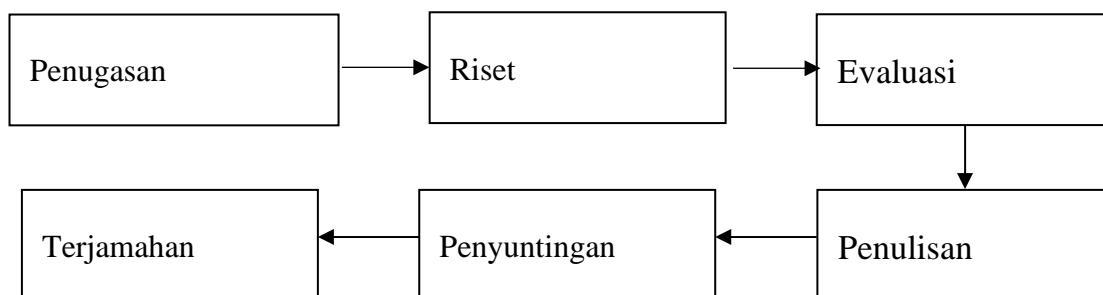 Penugasan
Riset
Evaluasi
Penulisan
Penyuntingan
Terjamahan